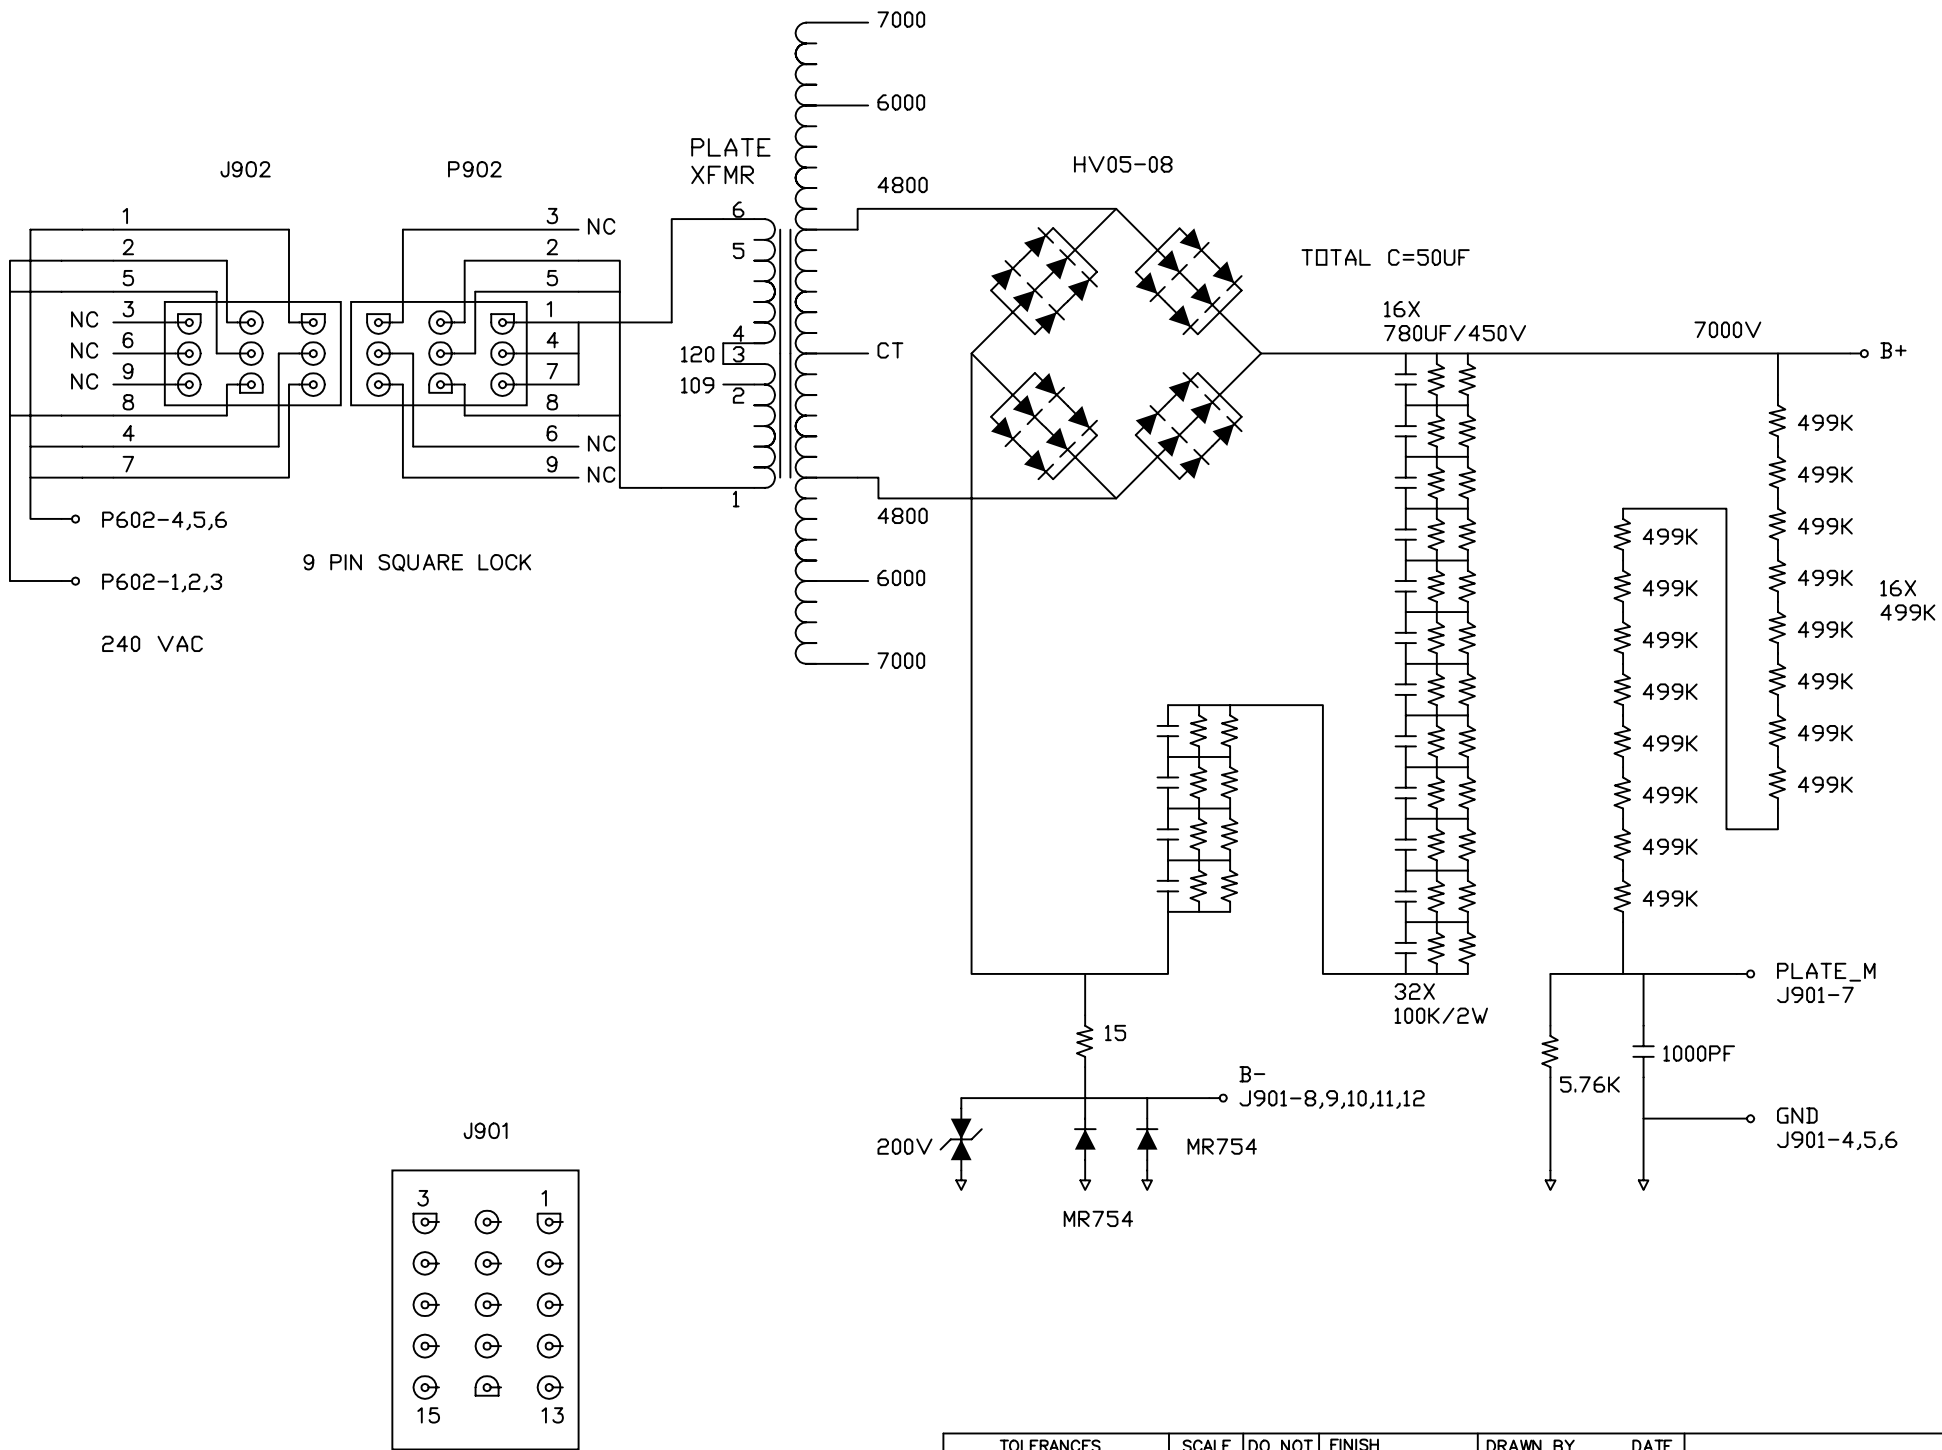 7000
6000
PLATE
XFMR
J902
P902
HV05-08
4800
1
3 NC
6
2
2
5
5
5
TOTAL C=50UF
NC 3
1
16X
780UF/450V
7000V
NC 6
4
4
120 3
CT
B+
NC 9
7
109
2
8
8
499K
4
6 NC
7
9 NC
499K
1
P602-4,5,6
4800
499K
499K
9 PIN SQUARE LOCK
P602-1,2,3
6000
499K
499K
16X
499K
240 VAC
499K
499K
7000
499K
499K
499K
499K
499K
499K
499K
499K
32X
100K/2W
PLATE_M
J901-7
15
1000PF
5.76K
B-
J901-8,9,10,11,12
GND
J901-4,5,6
J901
200V
MR754
MR754
3
1
15
13
TOLERANCES
SCALE
DO NOT
FINISH
DRAWN BY
DATE